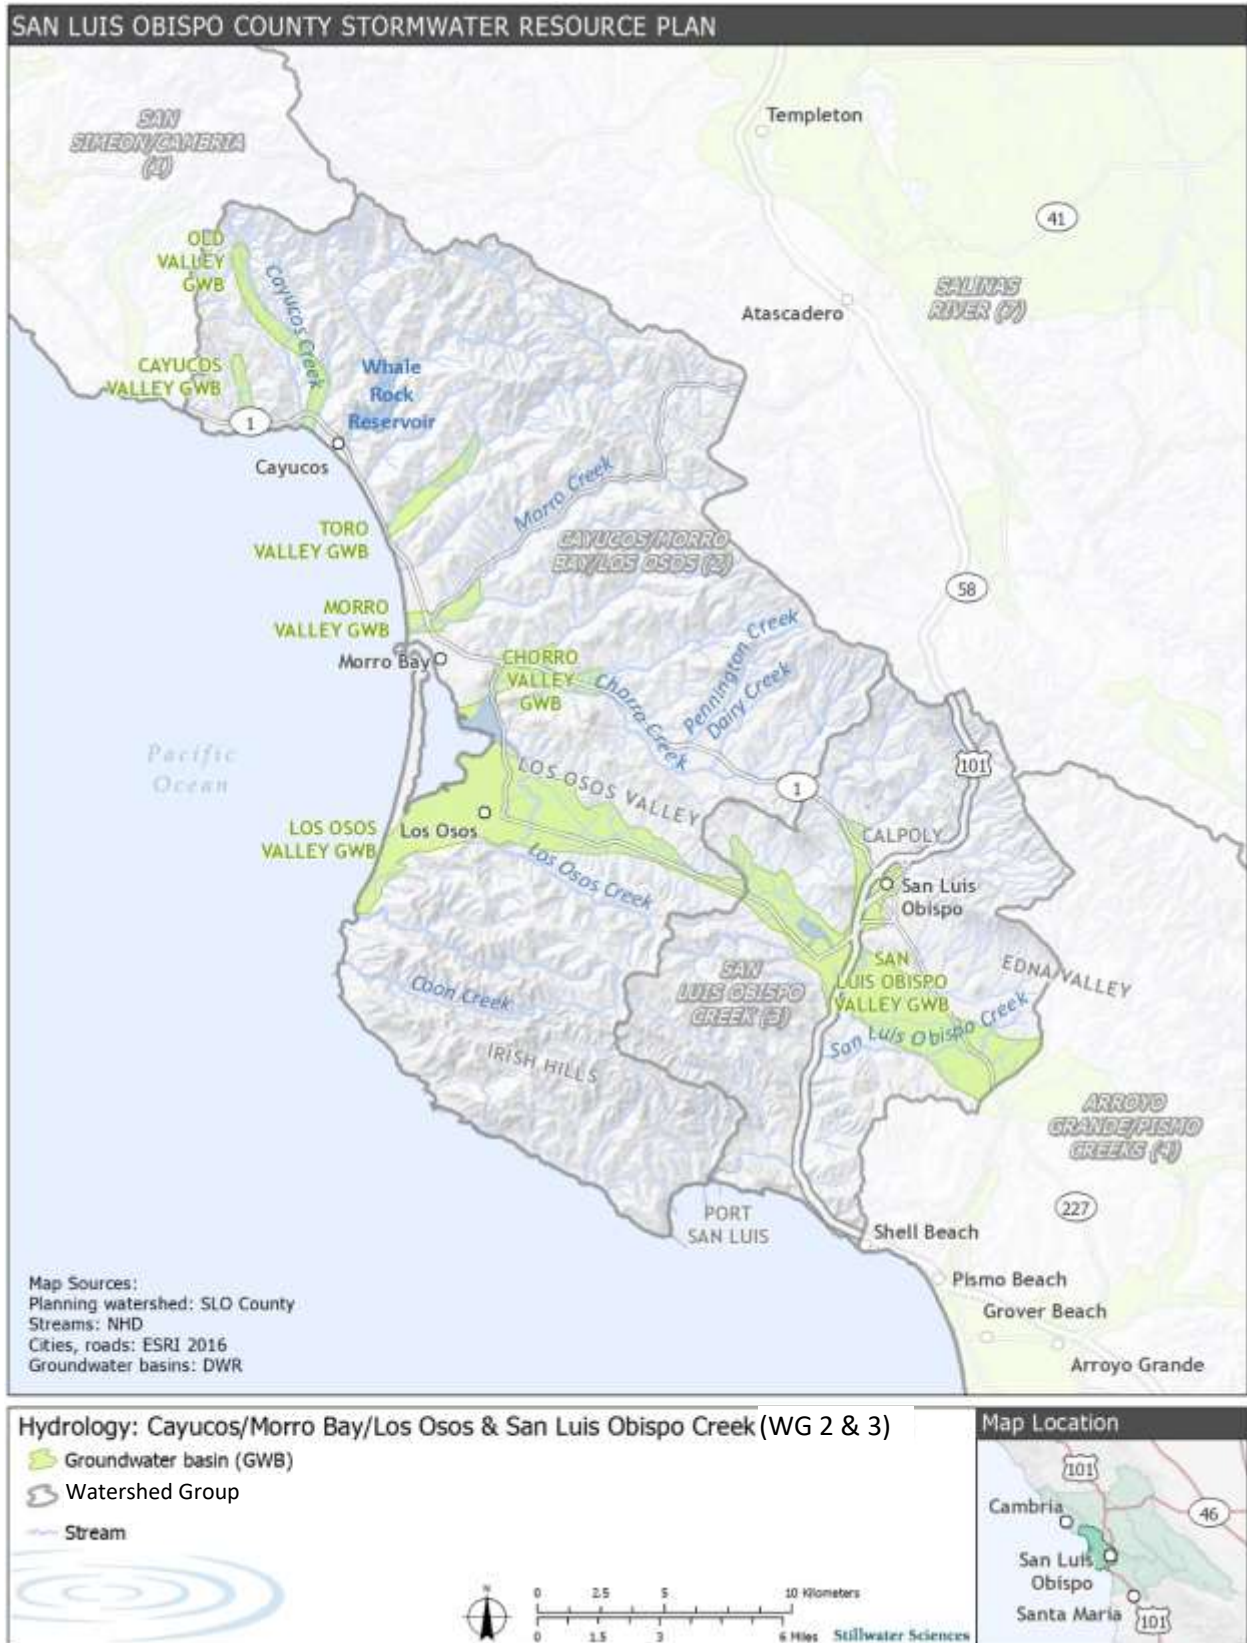 SAN LUIS OBISPO COUNTY STORMWATER RESOURCE PLAN
SAN
SIMEON/CAMBRIA
(1)
Templeton
41
OLD
VALLEY
GWB
Cayucos Creek
SALINAS
RIVER (7)
Atascadero
CAYUCOS
VALLEY GWB
Whale
Rock
Reservoir
1
Cayucos
Morro Creek
TORO
VALLEY GWB
CAYUCOS/MORRO
BAY/LOS OSOS (2)
58
MORRO
VALLEY GWB
Morro Bay
CHORRO
VALLEY
GWB
Chorro Creek
Pennington Creek
Dairy Creek
Pacific
Ocean
LOS OSOS VALLEY
101
1
LOS OSOS
VALLEY GWB
Los Osos
CALPOLY
Los Osos Creek
San Luis
Obispo
SAN
LUIS OBISPO
CREEK (3)
SAN
LUIS OBISPO
VALLEY GWB
EDNA VALLEY
Coon Creek
San Luis Obispo Creek
IRISH HILLS
ARROYO
GRANDE/PISMO
CREEKS (4)
227
PORT
SAN LUIS
Shell Beach
Pismo Beach
Grover Beach
Arroyo Grande
Map Sources:
Planning watershed: SLO County
Streams: NHD
Cities, roads: ESRI 2016
Groundwater basins: DWR
Hydrology: Cayucos/Morro Bay/Los Osos & San Luis Obispo Creek (WG 2 & 3)
Groundwater basin (GWB)
Watershed Group
Stream
N
0 2.5 5 10 Kilometers
0 1.5 3 6 Miles
Stillwater Sciences
Map Location
101
Cambria
46
San Luis
Obispo
Santa Maria
101